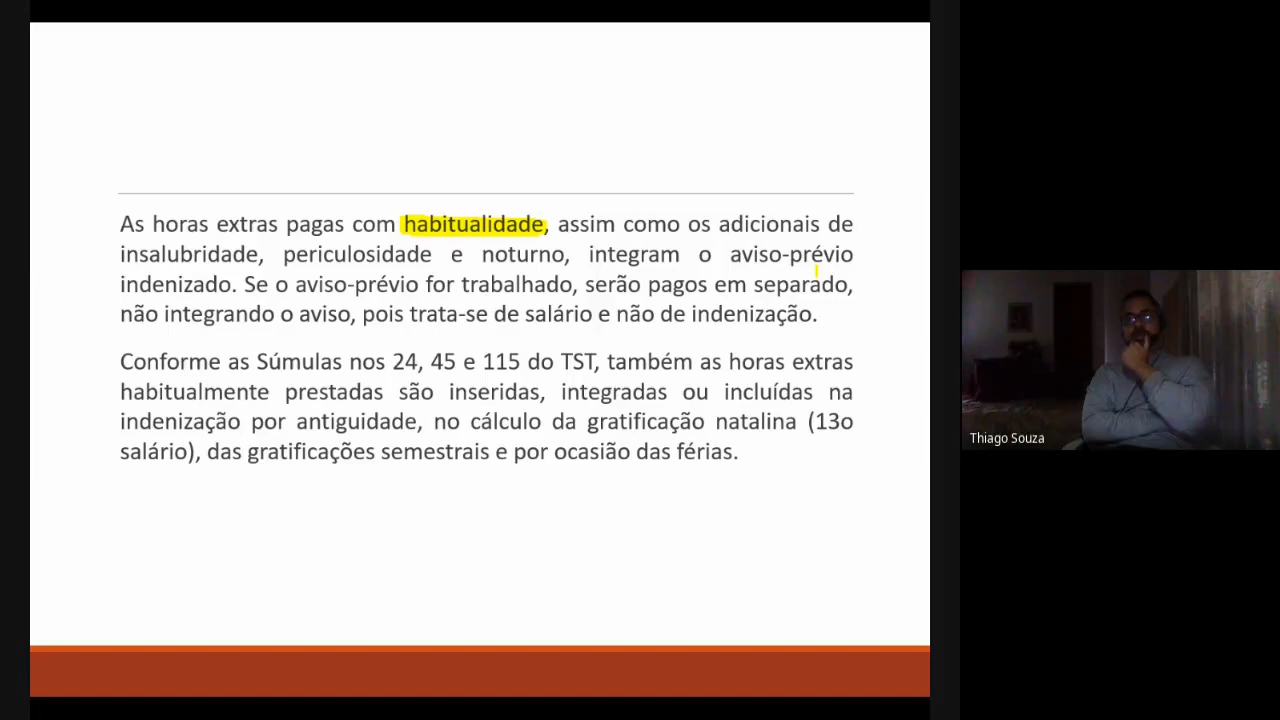 As horas extras pagas com habitualidade, assim como os adicionais de
insalubridade, periculosidade e noturno, integram o aviso-prévio
indenizado. Se o aviso-prévio for trabalhado, serão pagos em separado,
não integrando o aviso, pois trata-se de salário e não de indenização.
Conforme as Súmulas nos 24, 45 e 115 do TST, também as horas extras
habitualmente prestadas são inseridas, integradas ou incluídas na
indenização por antiguidade, no cálculo da gratificação natalina (13o
salário), das gratificações semestrais e por ocasião das férias.
Thiago Souza